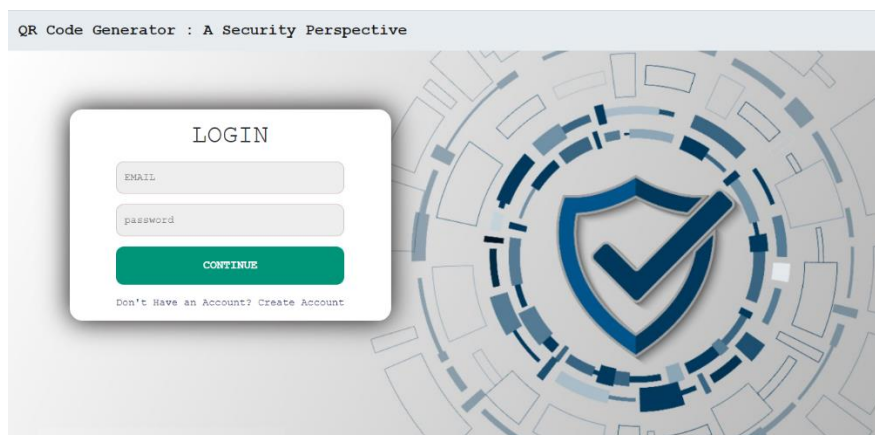 QR Code Generator : A Security Perspective
LOGIN
EMAIL
password
CONTINUE
Don't Have an Account? Create Account